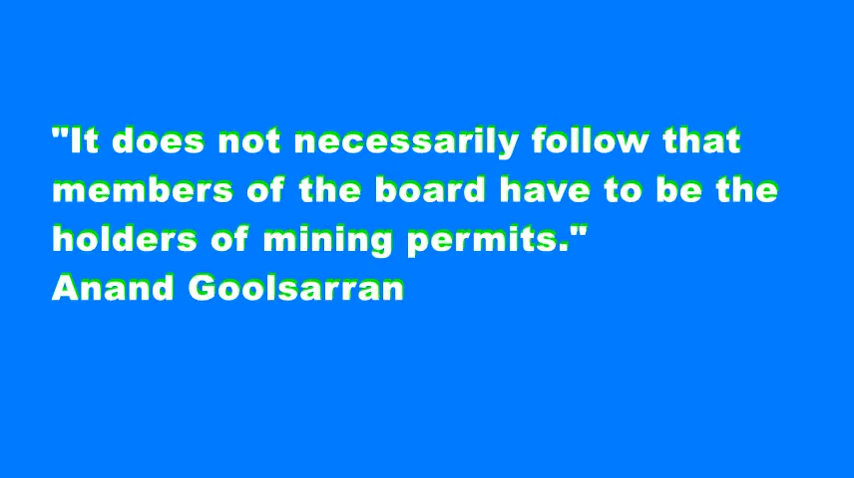 "It does not necessarily follow that
members of the board have to be the
holders of mining permits."
Anand Goolsarran